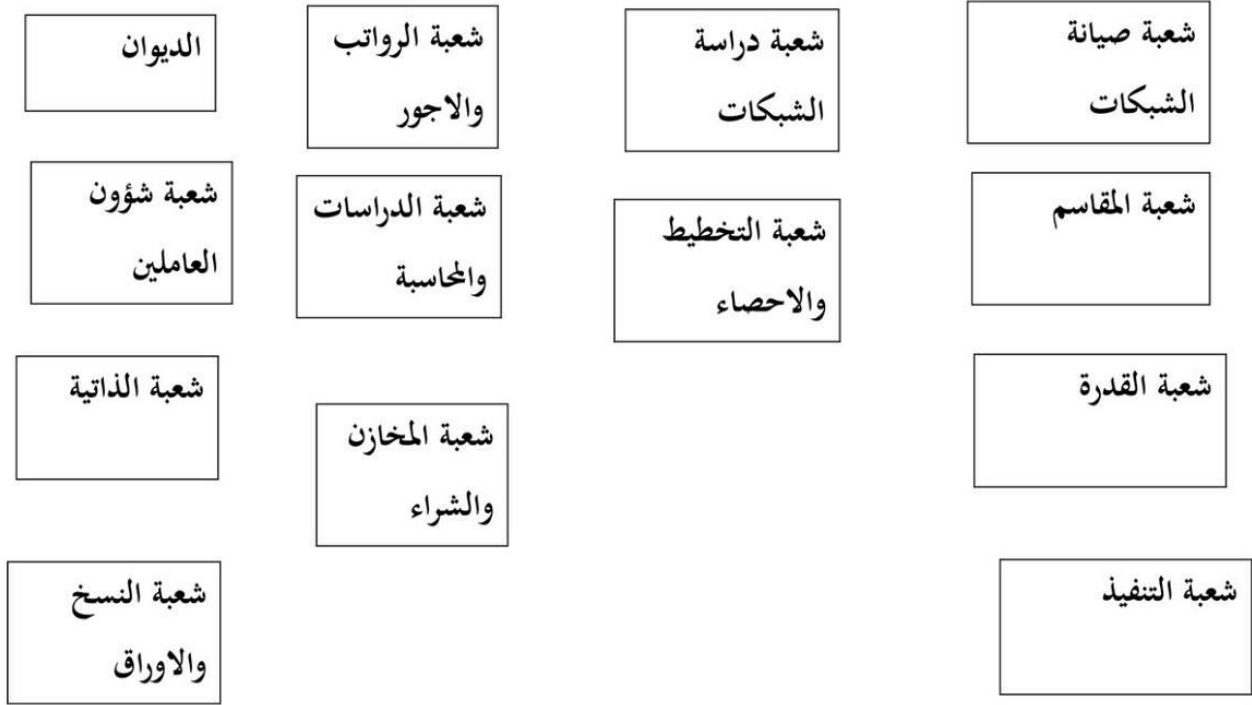 شعبة صيانة
الشبكات
شعبة دراسة
الشبكات
شعبة الرواتب
والاجور
الديوان
شعبة المقاسم
شعبة التخطيط
والاحصاء
شعبة الدراسات
والمحاسبة
شعبة شؤون
العاملين
شعبة القدرة
شعبة المخازن
والشراء
شعبة الذاتية
شعبة التنفيذ
شعبة النسخ
والاوراق